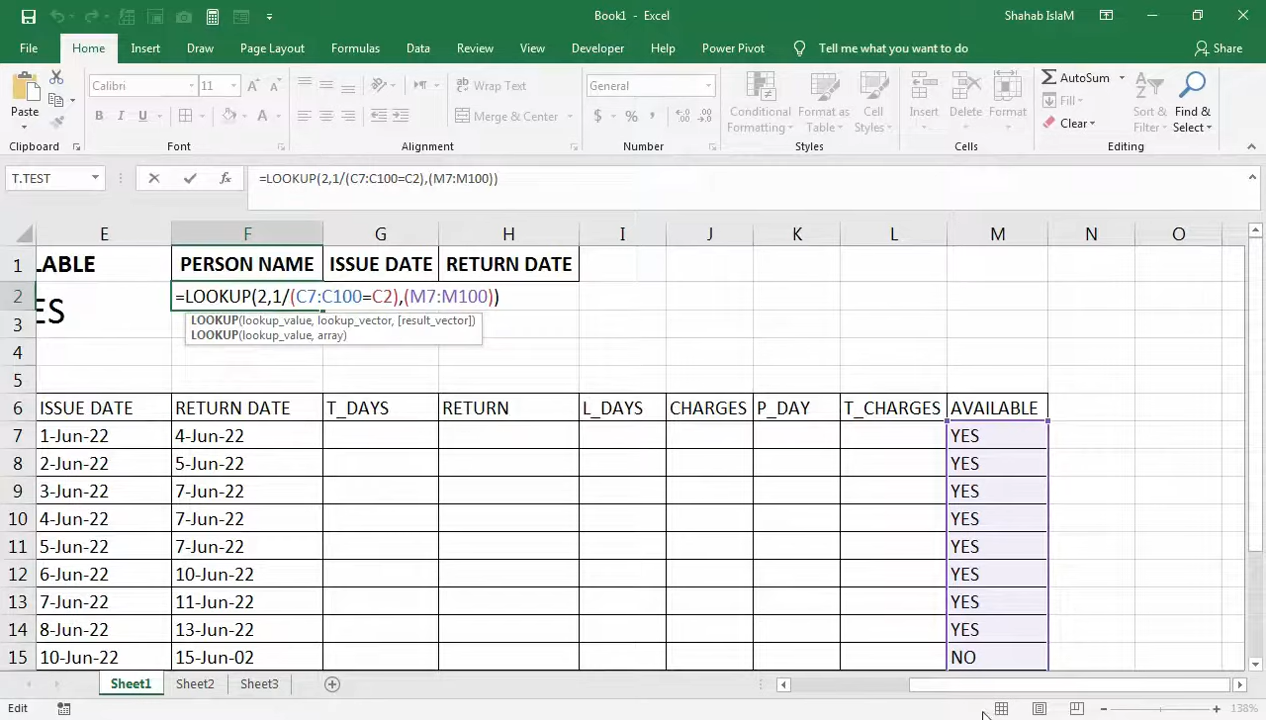 Book1 - Excel
Shahab IslaM
File Home Insert Draw Page Layout Formulas Data Review View Developer Help Power Pivot Tell me what you want to do Share
Paste
Clipboard
Calibri 11
B I U
Font
Wrap Text
Merge & Center
Alignment
General
$ % ,
Number
Conditional Formatting
Format as Table
Cell Styles
Styles
Insert Delete Format
Cells
AutoSum
Fill
Clear
Sort & Filter
Find & Select
Editing
T.TEST fx =LOOKUP(2,1/(C7:C100=C2),(M7:M100))
E F G H I J K L M N O
1 LABLE PERSON NAME ISSUE DATE RETURN DATE
2 =LOOKUP(2,1/(C7:C100=C2),(M7:M100))
ES
3 LOOKUP(lookup_value, lookup_vector, [result_vector])
LOOKUP(lookup_value, array)
4
5
6 ISSUE DATE RETURN DATE T_DAYS RETURN L_DAYS CHARGES P_DAY T_CHARGES AVAILABLE
7 1-Jun-22 4-Jun-22 YES
8 2-Jun-22 5-Jun-22 YES
9 3-Jun-22 7-Jun-22 YES
10 4-Jun-22 7-Jun-22 YES
11 5-Jun-22 7-Jun-22 YES
12 6-Jun-22 10-Jun-22 YES
13 7-Jun-22 11-Jun-22 YES
14 8-Jun-22 13-Jun-22 YES
15 10-Jun-22 15-Jun-02 NO
Sheet1 Sheet2 Sheet3
Edit 138%